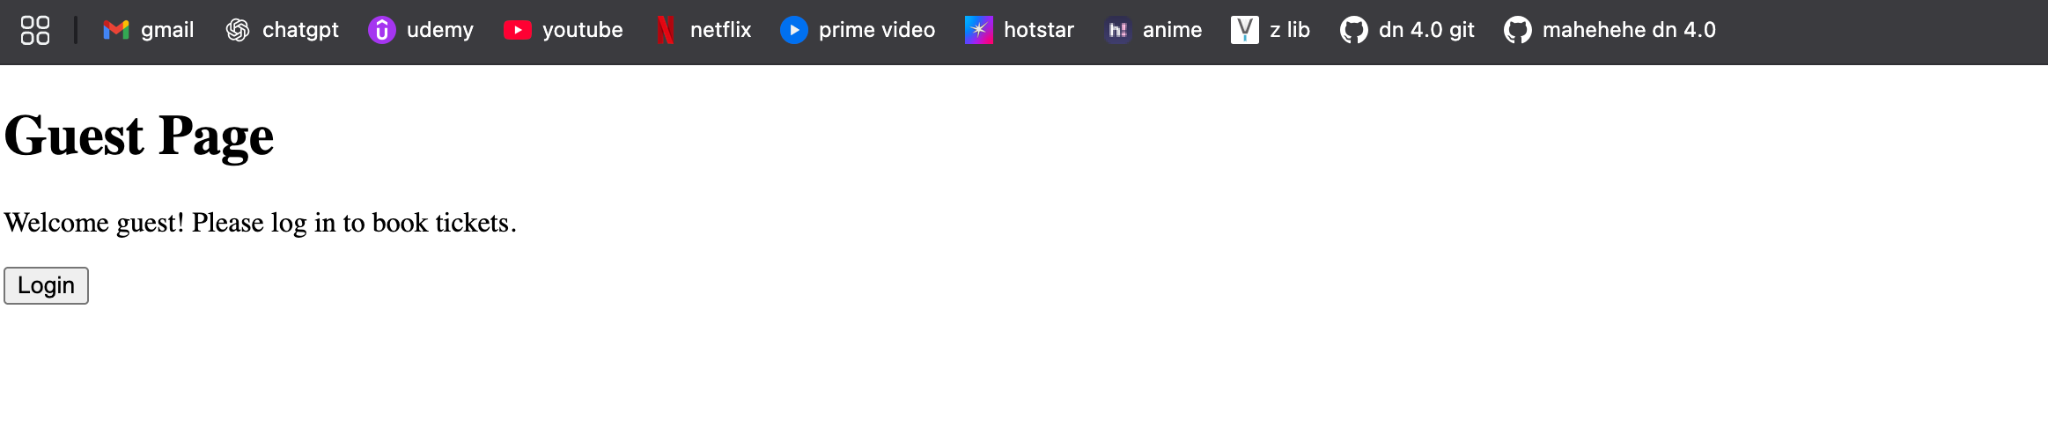 gmail chatgpt udemy youtube netflix prime video hotstar h! anime z lib dn 4.0 git mahehehe dn 4.0
Guest Page
Welcome guest! Please log in to book tickets.
Login